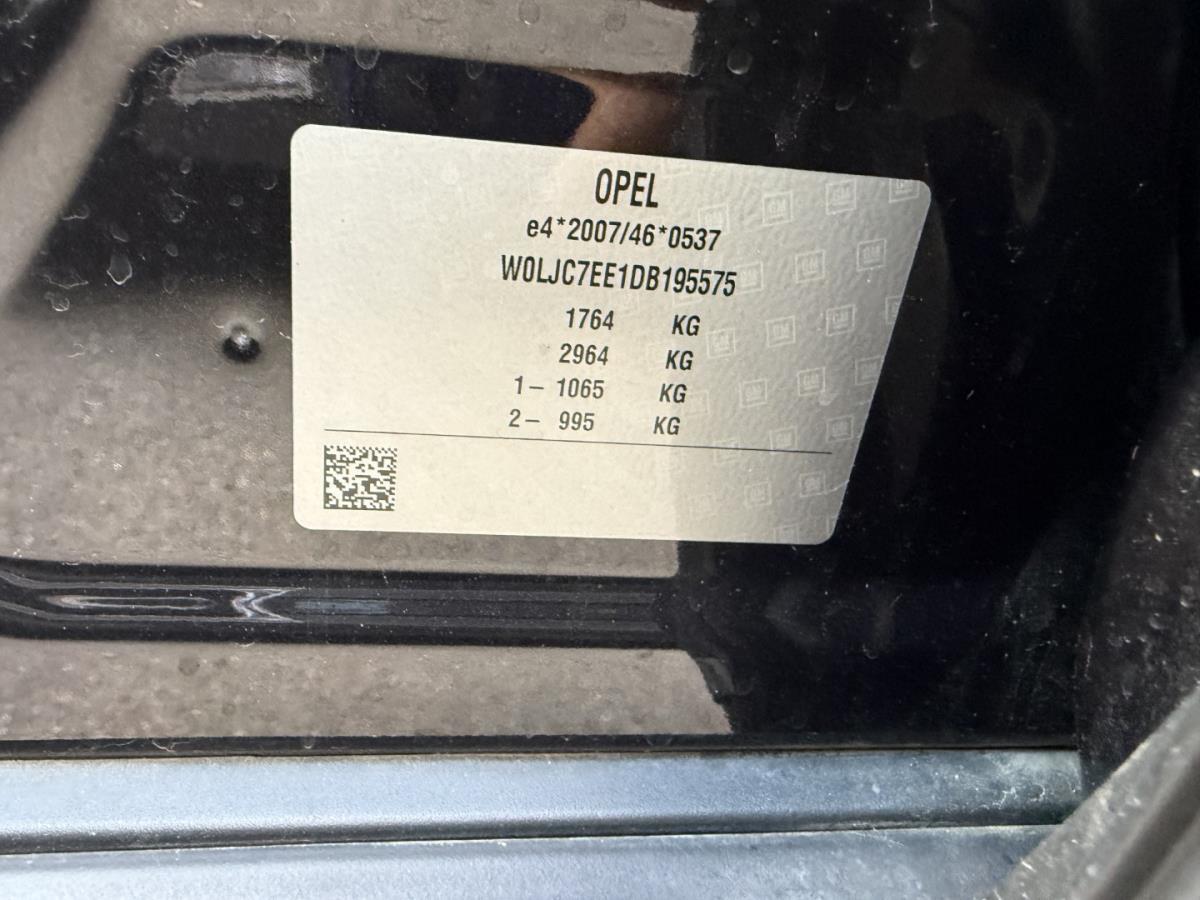 OPEL
e4*2007/46*0537
W0LJC7EE1DB195575
1764 KG
2964 KG
1- 1065 KG
2- 995 KG